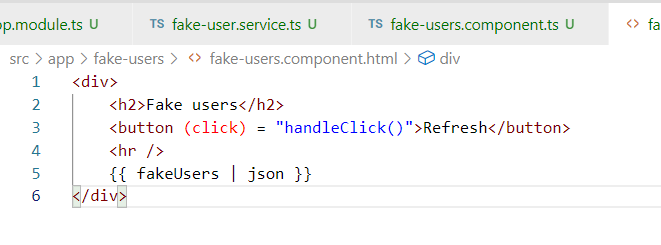 pp.module.ts U TS fake-user.service.ts U TS fake-users.component.ts U <> fa
src > app > fake-users > <> fake-users.component.html > div
1 <div>
2 <h2>Fake users</h2>
3 <button (click) = "handleClick()">Refresh</button>
4 <hr />
5 {{ fakeUsers | json }}
6 </div>